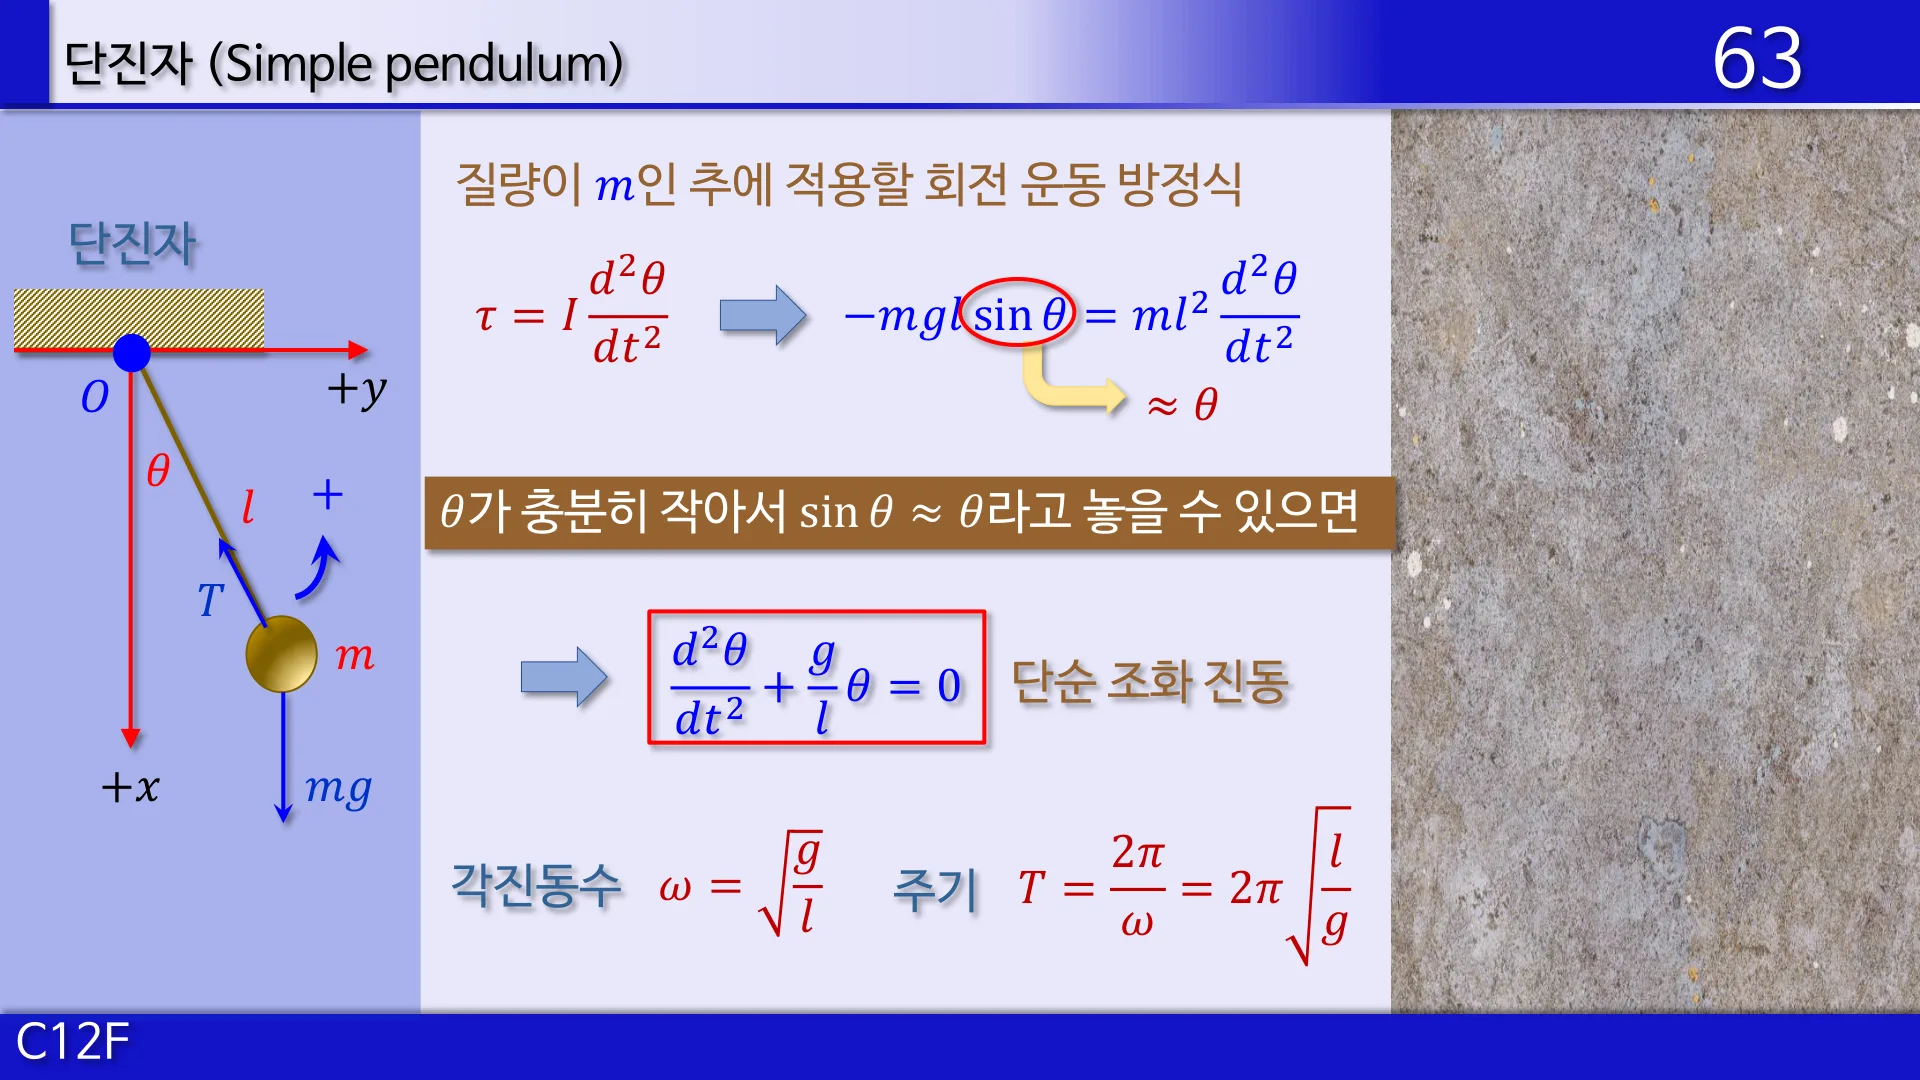 단진자 (Simple pendulum)
63
단진자
O
+y
θ
l
+
T
m
+x
mg
질량이 m인 추에 적용할 회전 운동 방정식
τ = I d²θ/dt²
−mgl sin θ = ml² d²θ/dt²
≈ θ
θ가 충분히 작아서 sin θ ≈ θ라고 놓을 수 있으면
d²θ/dt² + g/l θ = 0 단순 조화 진동
각진동수 ω = √(g/l) 주기 T = 2π/ω = 2π√(l/g)
C12F